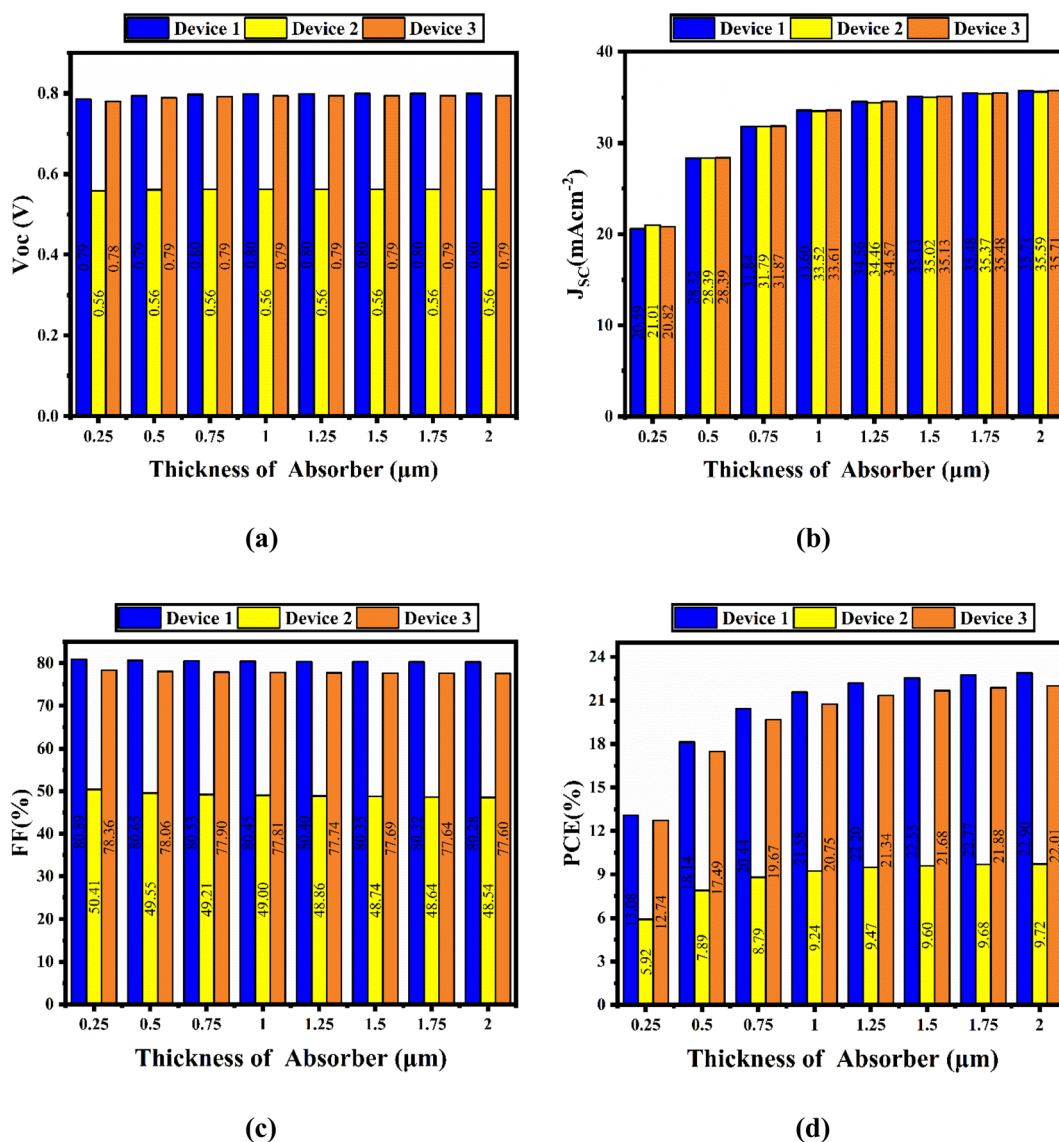 Device 1 Device 2 Device 3
Voc (V)
0.8
0.6
0.4
0.2
0.0
0.79 0.56 0.78 0.79 0.56 0.79 0.80 0.56 0.79 0.80 0.56 0.79 0.80 0.56 0.79 0.80 0.56 0.79 0.80 0.56 0.79 0.80 0.56 0.79
0.25 0.5 0.75 1 1.25 1.5 1.75 2
Thickness of Absorber (μm)
(a)
Device 1 Device 2 Device 3
J_SC(mAcm⁻²)
40
30
20
10
0
20.59 21.01 20.82 28.32 28.39 28.39 31.84 31.79 31.87 33.60 33.52 33.61 34.56 34.46 34.57 35.13 35.02 35.13 35.48 35.37 35.48 35.71 35.59 35.71
0.25 0.5 0.75 1 1.25 1.5 1.75 2
Thickness of Absorber (μm)
(b)
Device 1 Device 2 Device 3
FF(%)
80
70
60
50
40
30
20
10
0
80.89 50.41 78.36 80.65 49.55 78.06 80.53 49.21 77.90 80.45 49.00 77.81 80.40 48.86 77.74 80.35 48.74 77.69 80.32 48.64 77.64 80.28 48.54 77.60
0.25 0.5 0.75 1 1.25 1.5 1.75 2
Thickness of Absorber (μm)
(c)
Device 1 Device 2 Device 3
PCE(%)
24
21
18
15
12
9
6
3
0
13.08 5.92 12.74 18.14 7.89 17.49 20.44 8.79 19.67 21.58 9.24 20.75 22.20 9.47 21.34 22.55 9.60 21.68 22.77 9.68 21.88 22.90 9.72 22.01
0.25 0.5 0.75 1 1.25 1.5 1.75 2
Thickness of Absorber (μm)
(d)